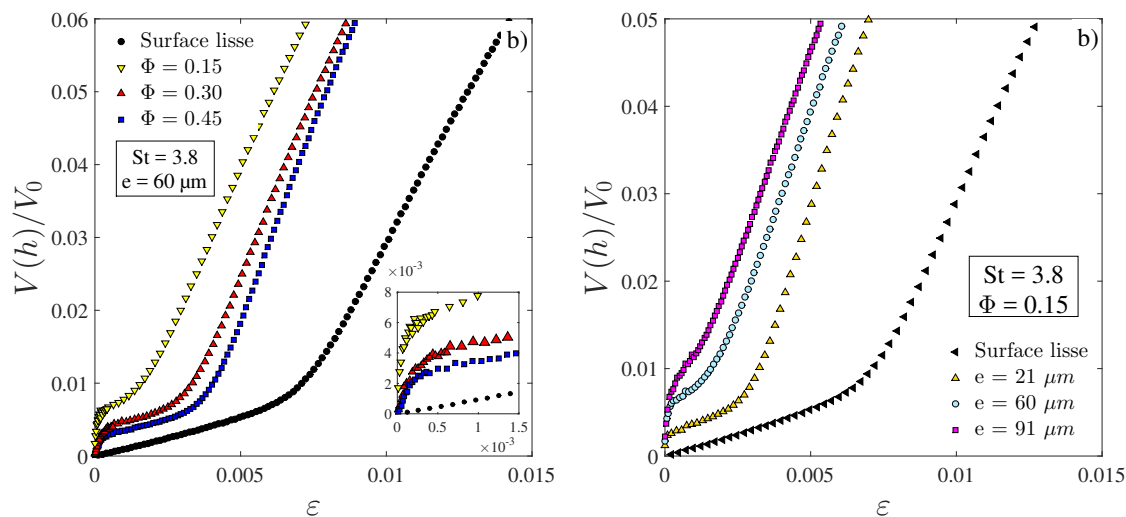 0.06
0.05
0.04
0.03
0.02
0.01
0
V(h)/V0
b)
Surface lisse
Φ = 0.15
Φ = 0.30
Φ = 0.45
St = 3.8
e = 60 μm
×10⁻³
8
6
4
2
0
0 0.5 1 1.5
×10⁻³
0 0.005 0.01 0.015
ε
0.05
0.04
0.03
0.02
0.01
0
V(h)/V0
b)
St = 3.8
Φ = 0.15
Surface lisse
e = 21 μm
e = 60 μm
e = 91 μm
0 0.005 0.01 0.015
ε